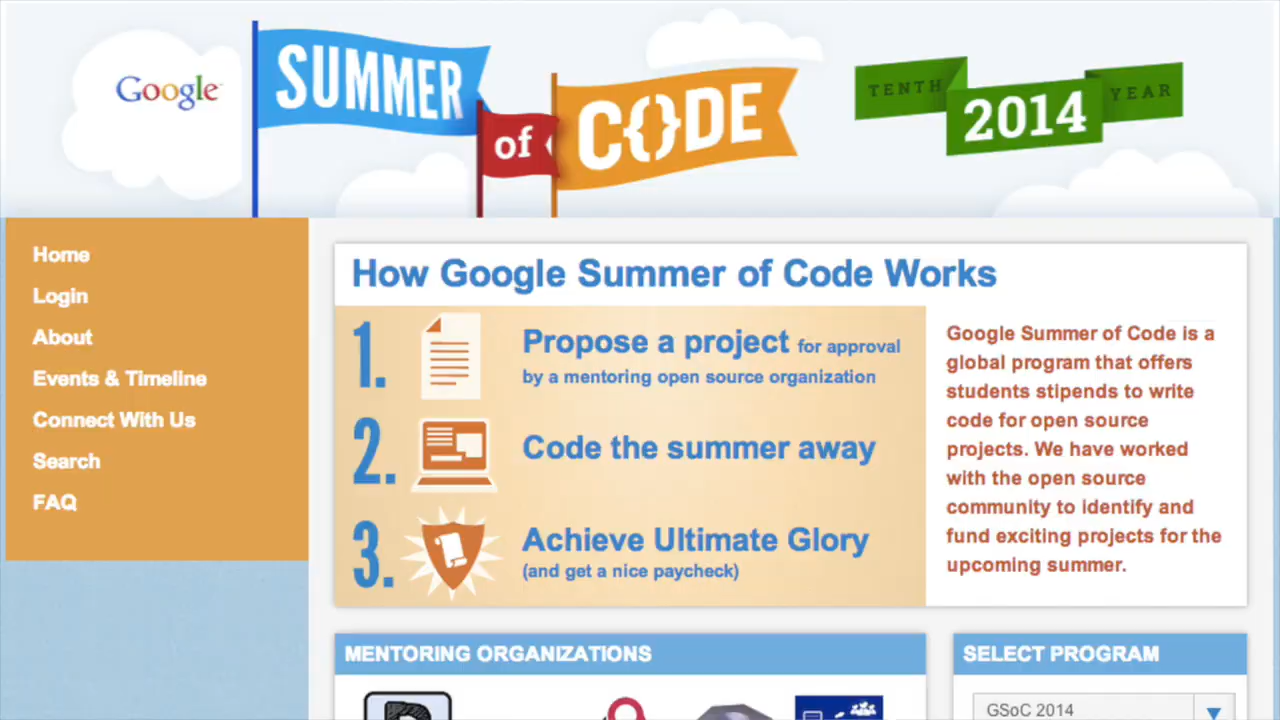 Google
SUMMER
of
CODE
TENTH
2014
YEAR
Home
Login
About
Events & Timeline
Connect With Us
Search
FAQ
How Google Summer of Code Works
1.
Propose a project for approval
by a mentoring open source organization
2.
Code the summer away
3.
Achieve Ultimate Glory
(and get a nice paycheck)
Google Summer of Code is a
global program that offers
students stipends to write
code for open source
projects. We have worked
with the open source
community to identify and
fund exciting projects for the
upcoming summer.
MENTORING ORGANIZATIONS
SELECT PROGRAM
GSoC 2014